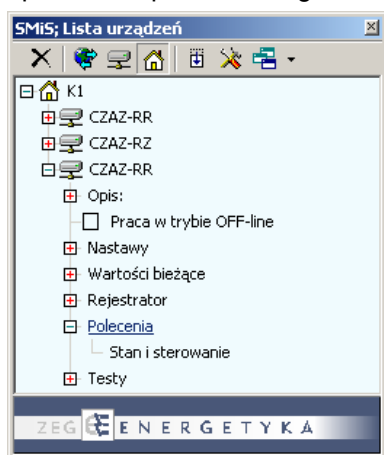 SMiS; Lista urządzeń
K1
CZAZ-RR
CZAZ-RZ
CZAZ-RR
Opis:
Praca w trybie OFF-line
Nastawy
Wartości bieżące
Rejestrator
Polecenia
Stan i sterowanie
Testy
ZEG ENERGETYKA